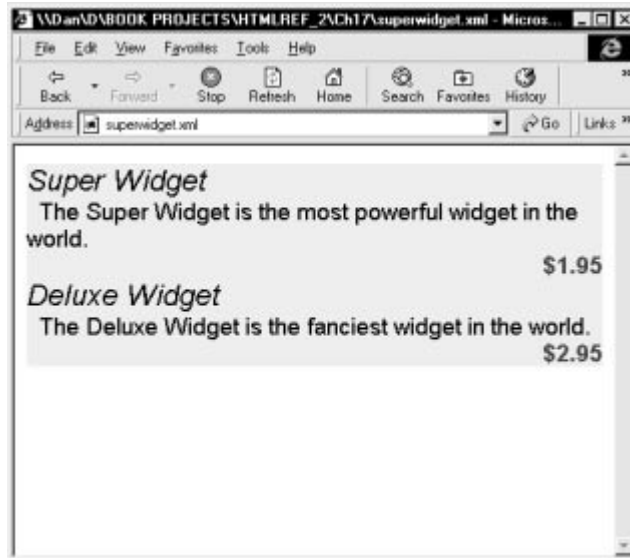 \\Dan\D\BOOK PROJECTS\HTMLREF_2\Ch17\superwidget.xml - Micros...
File Edit View Favorites Tools Help
Back Forward Stop Refresh Home Search Favorites History
Address superwidget.xml Go Links
Super Widget
The Super Widget is the most powerful widget in the
world.
$1.95
Deluxe Widget
The Deluxe Widget is the fanciest widget in the world.
$2.95